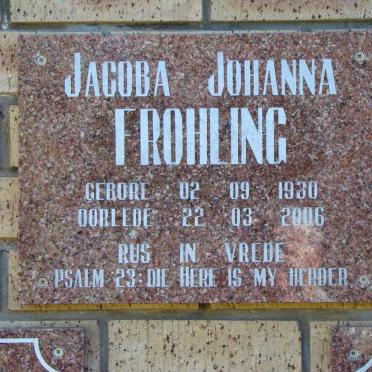 JACOBA JOHANNA
FROHLING
GEBORE 02 09 1930
OORLEDE 22 03 2006
RUS IN VREDE
PSALM 23: DIE HERE IS MY HERDER